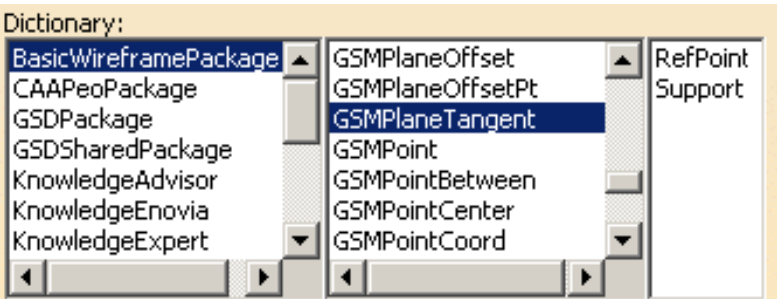 Dictionary:
BasicWireframePackage
CAAPeoPackage
GSDPackage
GSDSharedPackage
KnowledgeAdvisor
KnowledgeEnovia
KnowledgeExpert
GSMPlaneOffset
GSMPlaneOffsetPt
GSMPlaneTangent
GSMPoint
GSMPointBetween
GSMPointCenter
GSMPointCoord
RefPoint
Support